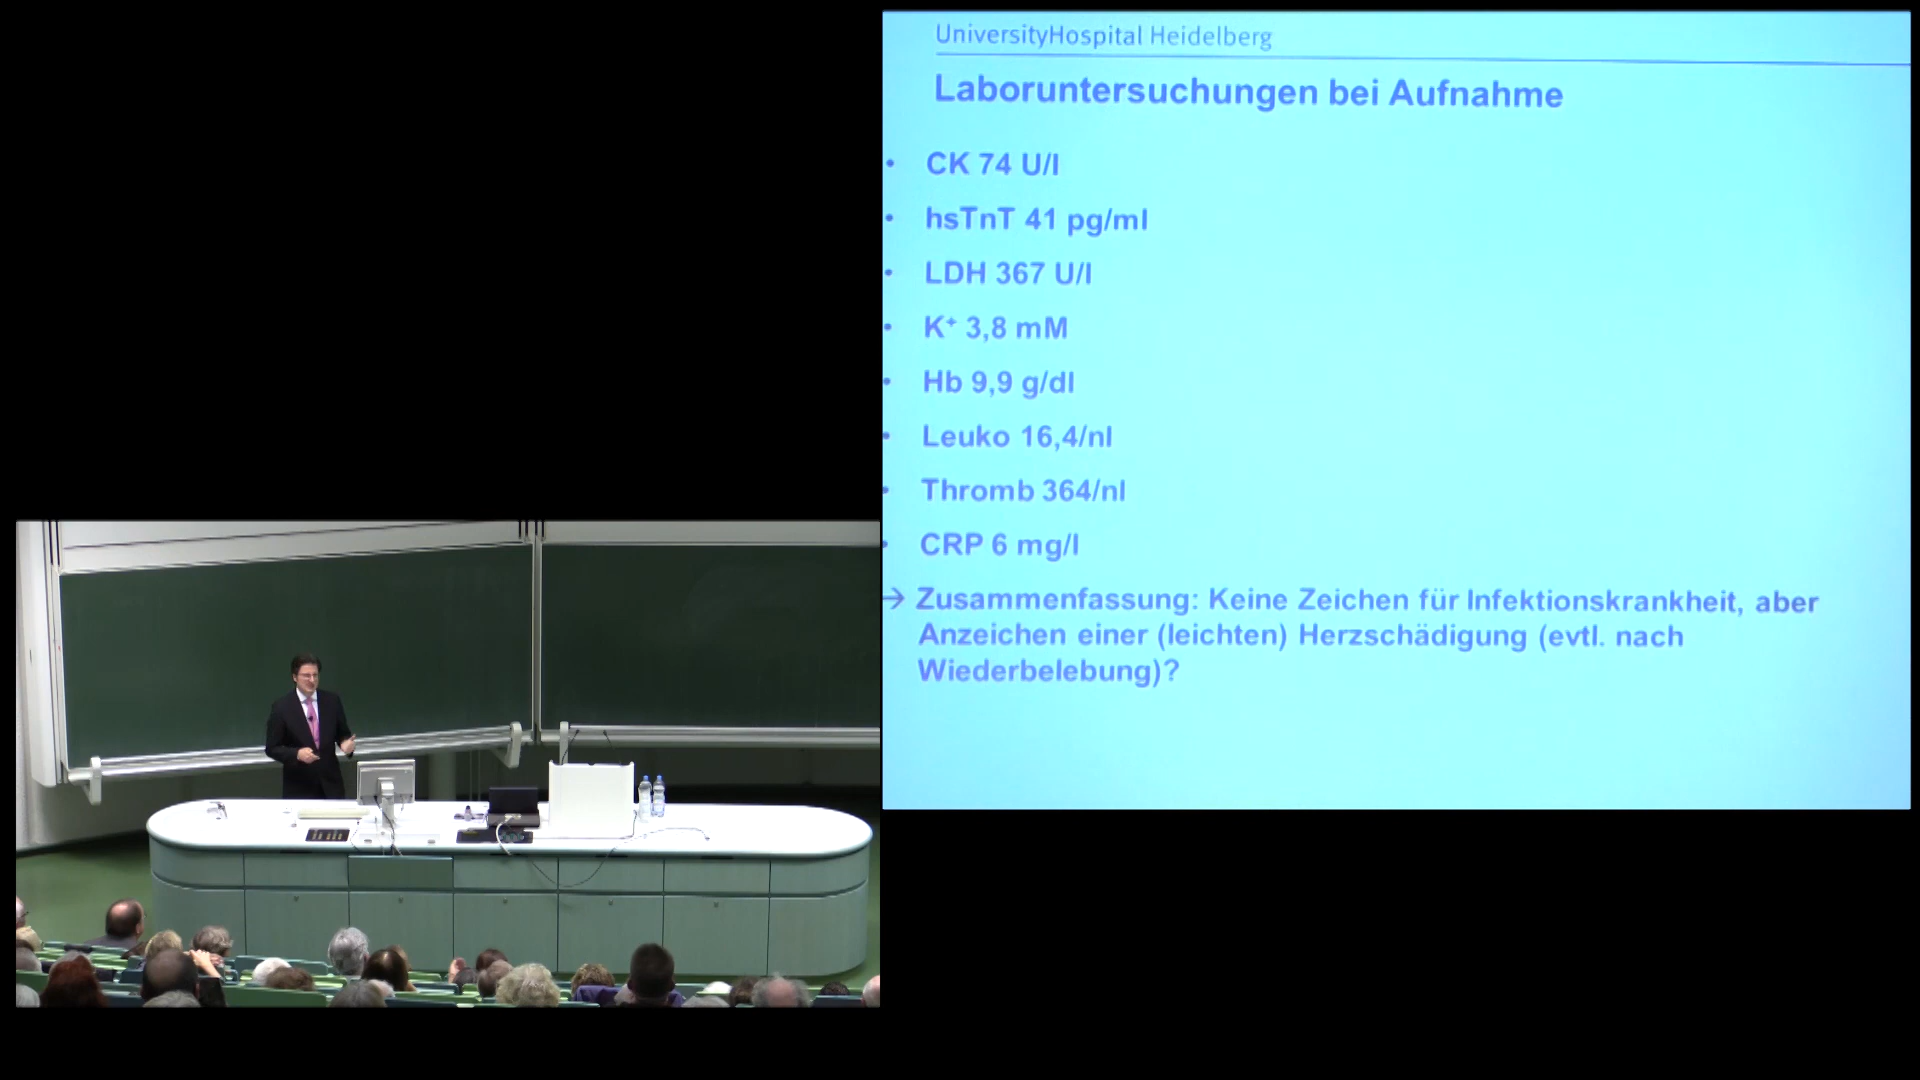 UniversityHospital Heidelberg
Laboruntersuchungen bei Aufnahme
• CK 74 U/l
• hsTnT 41 pg/ml
• LDH 367 U/l
• K⁺ 3,8 mM
• Hb 9,9 g/dl
• Leuko 16,4/nl
• Thromb 364/nl
• CRP 6 mg/l
→ Zusammenfassung: Keine Zeichen für Infektionskrankheit, aber
Anzeichen einer (leichten) Herzschädigung (evtl. nach
Wiederbelebung)?